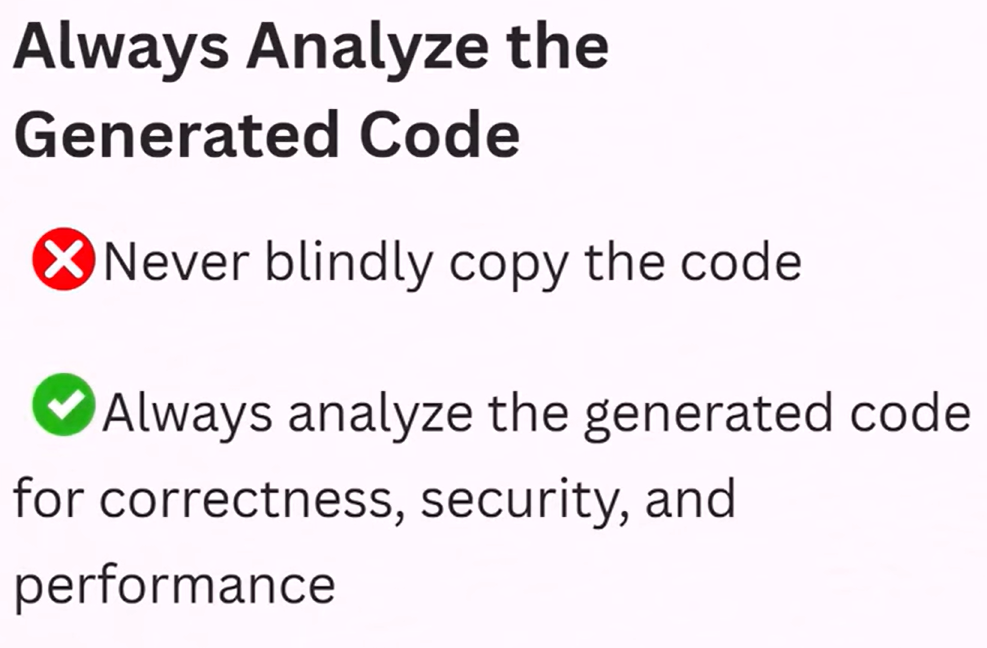 Always Analyze the
Generated Code
Never blindly copy the code
Always analyze the generated code
for correctness, security, and
performance